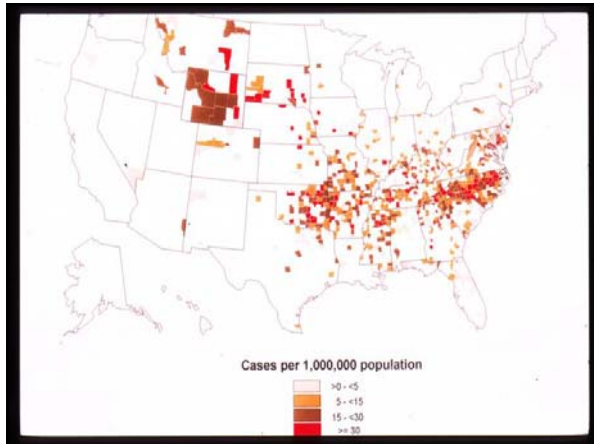 Cases per 1,000,000 population
>0 - <5
5 - <15
15 - <30
>= 30